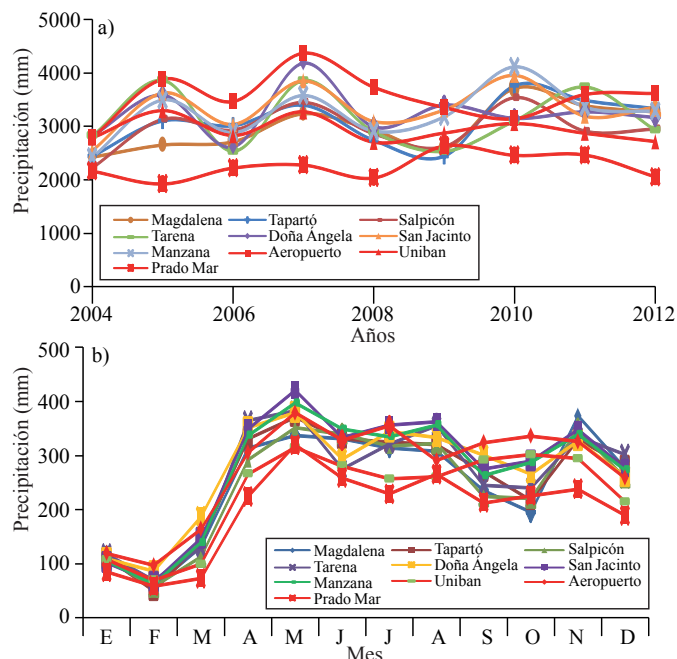 a)
Precipitación (mm)
5000
4000
3000
2000
1000
0
Magdalena Tapartó Salpicón
Tarena Doña Ángela San Jacinto
Manzana Aeropuerto Uniban
Prado Mar
2004 2006 2008 2010 2012
Años
b)
Precipitación (mm)
500
400
300
200
100
0
Magdalena Tapartó Salpicón
Tarena Doña Ángela San Jacinto
Manzana Uniban Aeropuerto
Prado Mar
E F M A M J J A S O N D
Mes